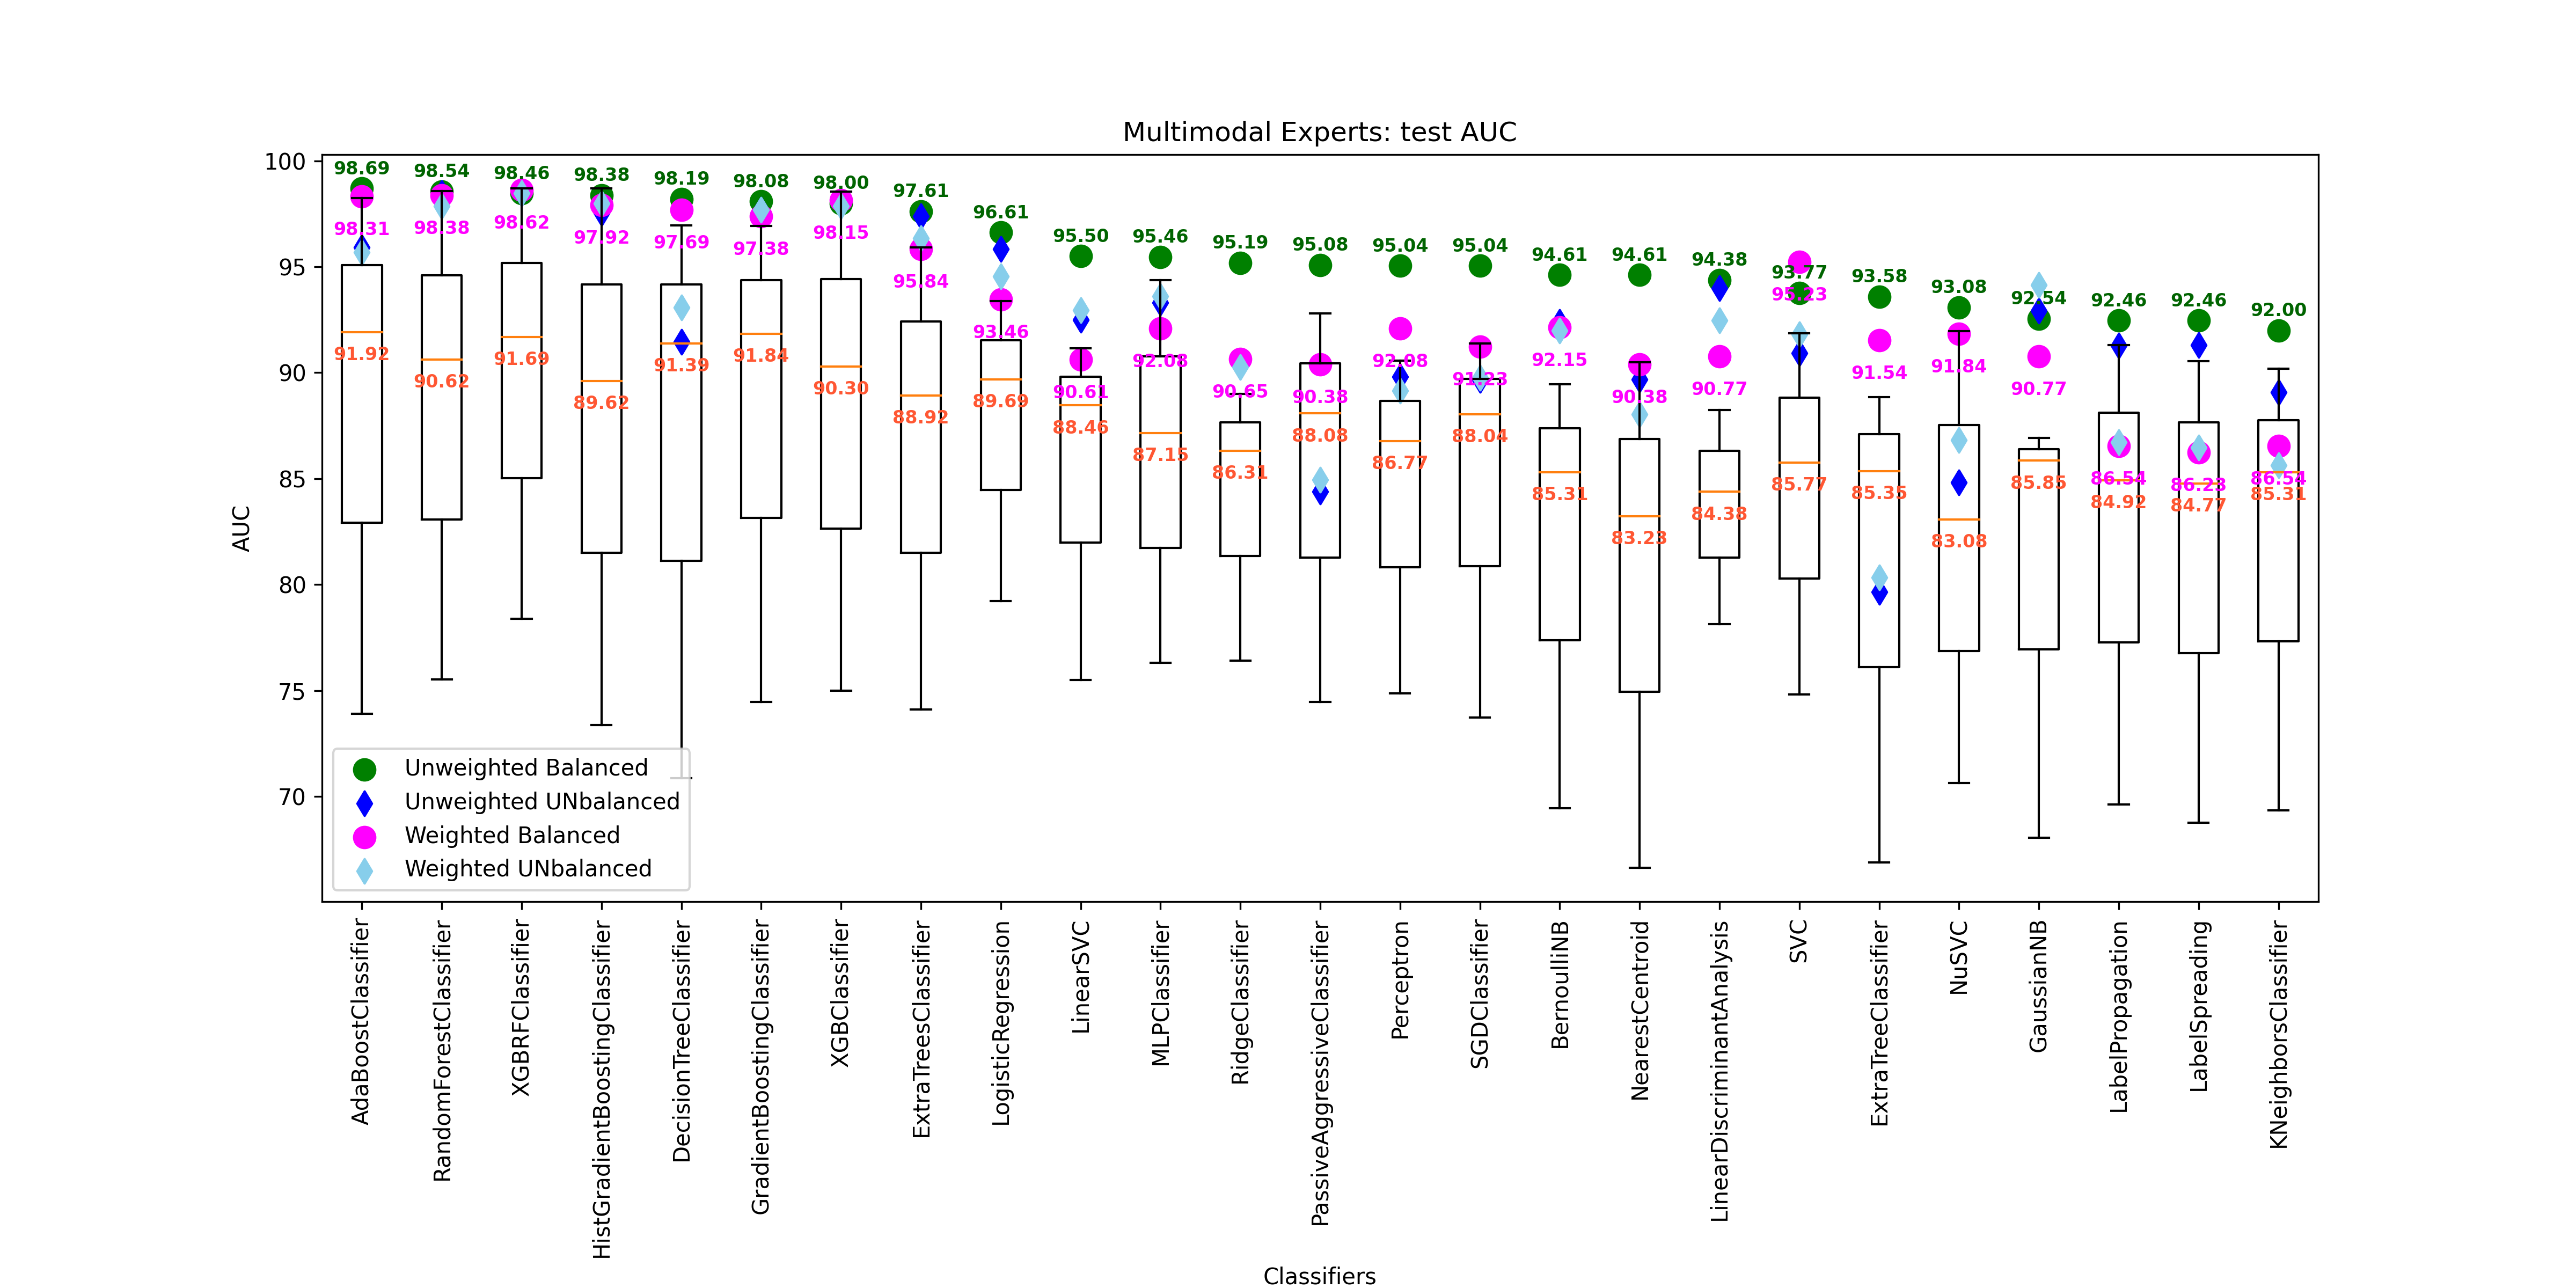 Multimodal Experts: test AUC
AUC
100
95
90
85
80
75
70
98.69 98.54 98.46 98.38 98.19 98.08 98.00 97.61 96.61 95.50 95.46 95.19 95.08 95.04 95.04 94.61 94.61 94.38 93.77 93.58 93.08 92.54 92.46 92.46 92.00
98.31 98.38 98.62 97.92 97.69 97.38 98.15 95.84 93.46 90.61 92.08 90.65 90.38 92.08 91.23 92.15 90.38 90.77 95.23 91.54 91.84 90.77 86.54 86.23 86.54
91.92 90.62 91.69 89.62 91.39 91.84 90.30 88.92 89.69 88.46 87.15 86.31 88.08 86.77 88.04 85.31 83.23 84.38 85.77 85.35 83.08 85.85 84.92 84.77 85.31
Unweighted Balanced
Unweighted UNbalanced
Weighted Balanced
Weighted UNbalanced
AdaBoostClassifier
RandomForestClassifier
XGBRFClassifier
HistGradientBoostingClassifier
DecisionTreeClassifier
GradientBoostingClassifier
XGBClassifier
ExtraTreesClassifier
LogisticRegression
LinearSVC
MLPClassifier
RidgeClassifier
PassiveAggressiveClassifier
Perceptron
SGDClassifier
BernoulliNB
NearestCentroid
LinearDiscriminantAnalysis
SVC
ExtraTreeClassifier
NuSVC
GaussianNB
LabelPropagation
LabelSpreading
KNeighborsClassifier
Classifiers